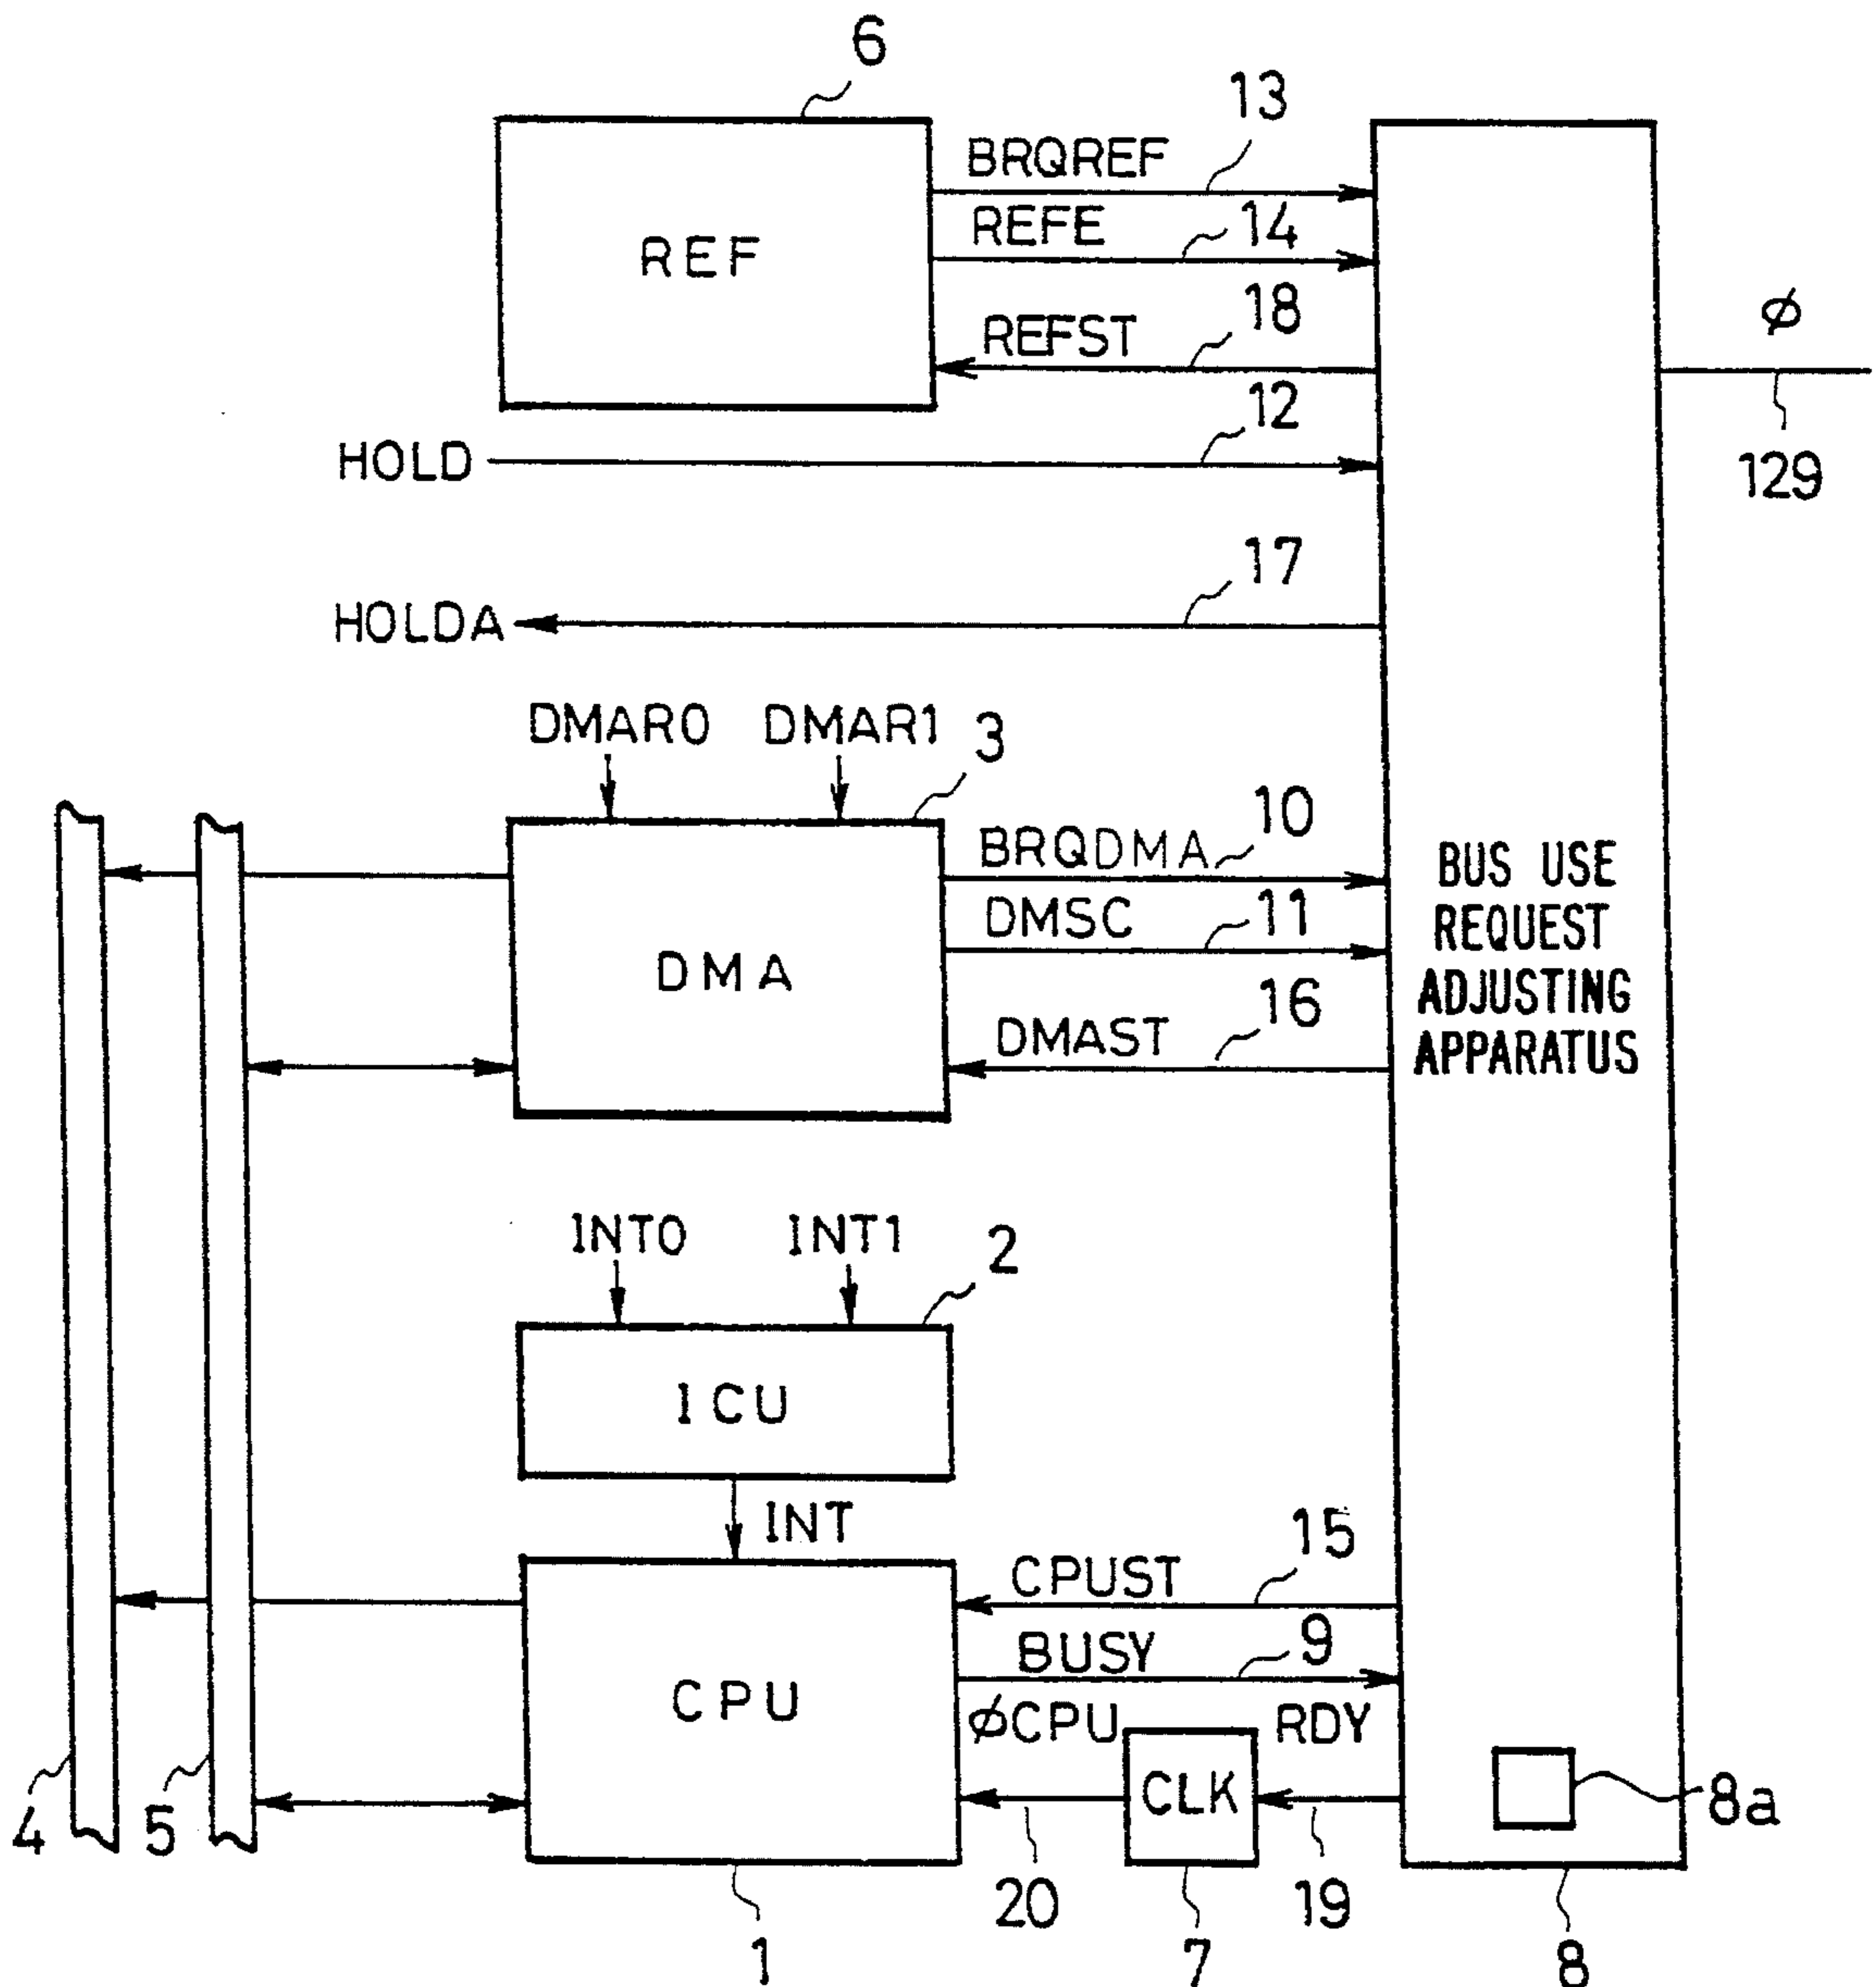 6
13
BRQREF
REF
REFE
14
REFST
18
φ
129
HOLD
12
HOLDA
17
DMAR0 DMAR1
3
BRQDMA
10
DMSC
11
DMA
DMAST
16
BUS USE
REQUEST
ADJUSTING
APPARATUS
INT0 INT1
2
ICU
INT
CPUST
15
BUSY
9
CPU
φCPU
RDY
CLK
8a
4
5
20
19
1
7
8